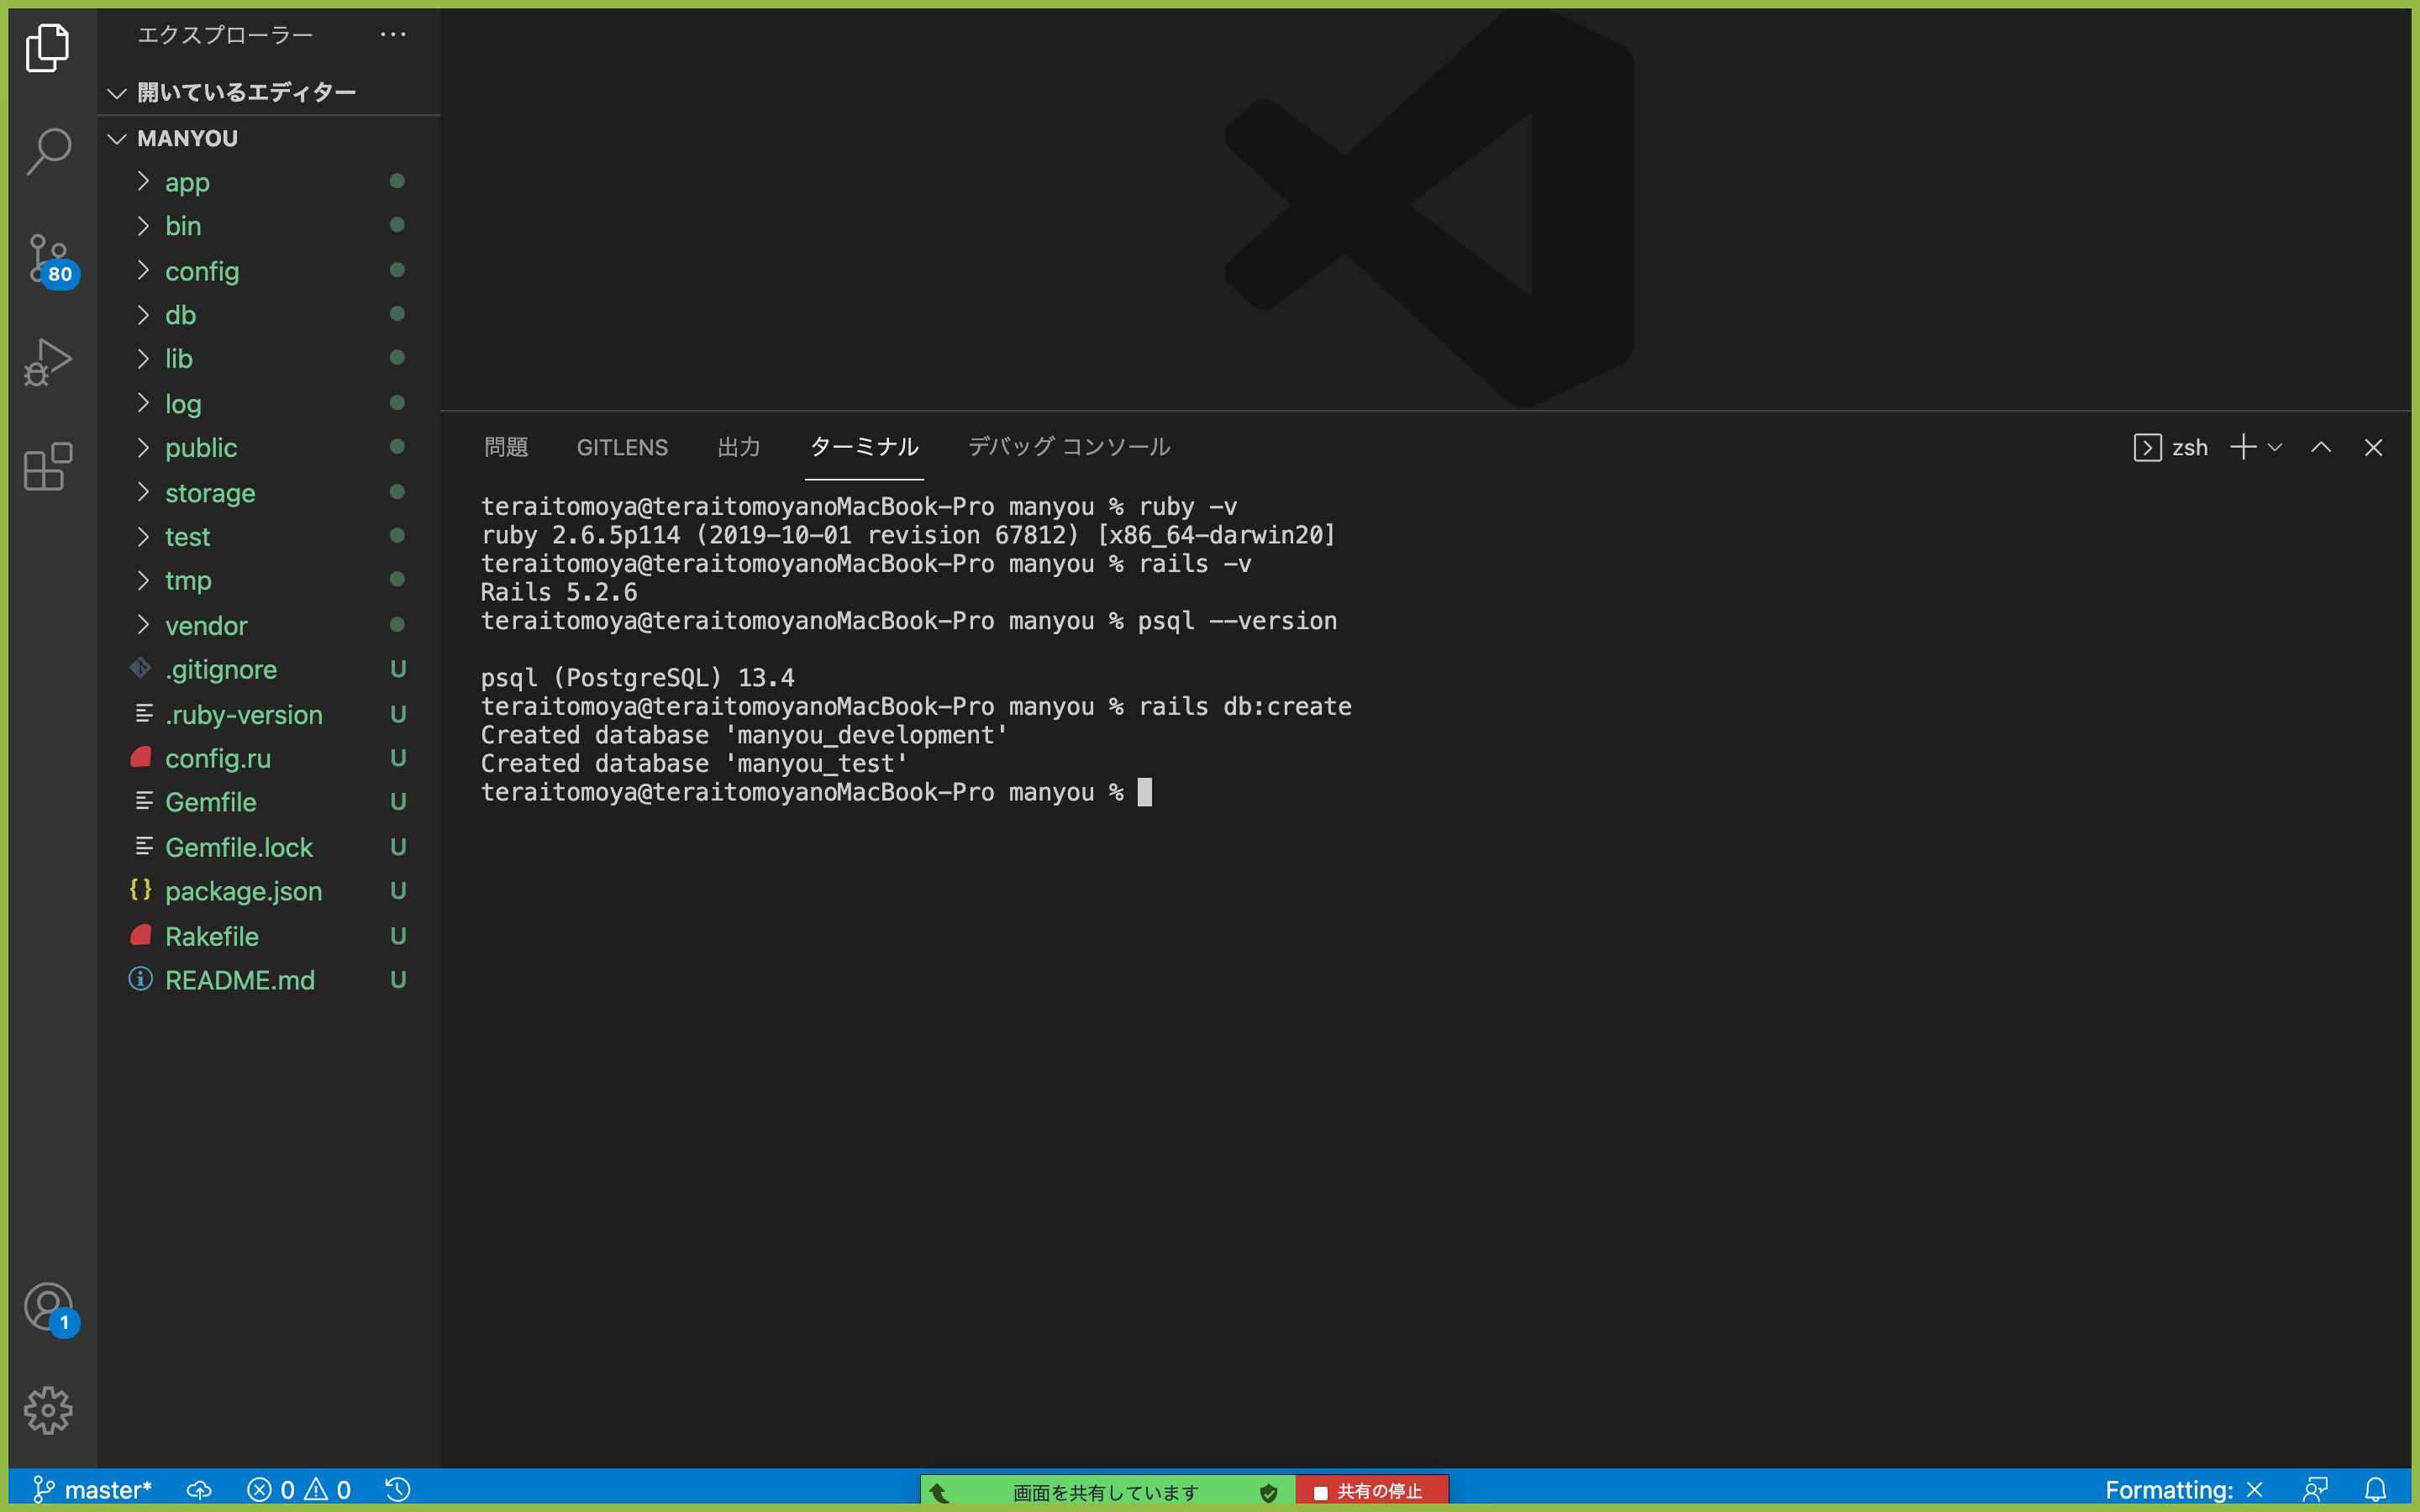 エクスプローラー
開いているエディター
MANYOU
app
bin
config
db
lib
log
public
storage
test
tmp
vendor
.gitignore U
.ruby-version U
config.ru U
Gemfile U
Gemfile.lock U
package.json U
Rakefile U
README.md U
80
1
問題 GITLENS 出力 ターミナル デバッグ コンソール zsh
teraitomoya@teraitomoyanoMacBook-Pro manyou % ruby -v
ruby 2.6.5p114 (2019-10-01 revision 67812) [x86_64-darwin20]
teraitomoya@teraitomoyanoMacBook-Pro manyou % rails -v
Rails 5.2.6
teraitomoya@teraitomoyanoMacBook-Pro manyou % psql --version
psql (PostgreSQL) 13.4
teraitomoya@teraitomoyanoMacBook-Pro manyou % rails db:create
Created database 'manyou_development'
Created database 'manyou_test'
teraitomoya@teraitomoyanoMacBook-Pro manyou %
master* 0 0 画面を共有しています 共有の停止 Formatting: ×